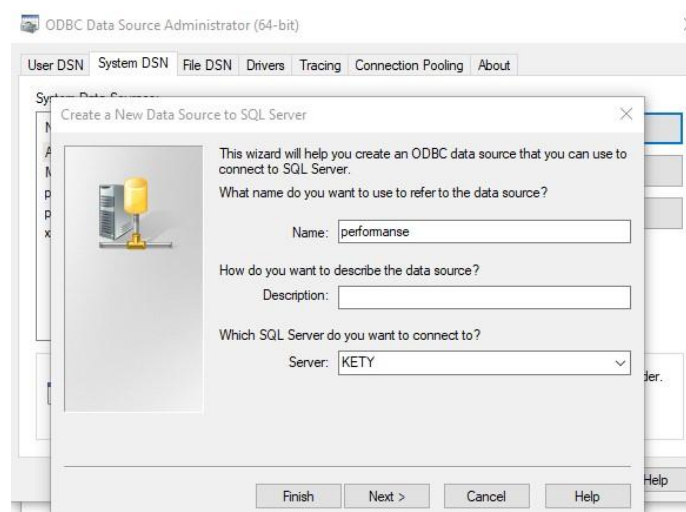 ODBC Data Source Administrator (64-bit)
User DSN System DSN File DSN Drivers Tracing Connection Pooling About
Create a New Data Source to SQL Server
This wizard will help you create an ODBC data source that you can use to
connect to SQL Server.
What name do you want to use to refer to the data source?
Name: performanse
How do you want to describe the data source?
Description:
Which SQL Server do you want to connect to?
Server: KETY
Finish Next > Cancel Help
Help